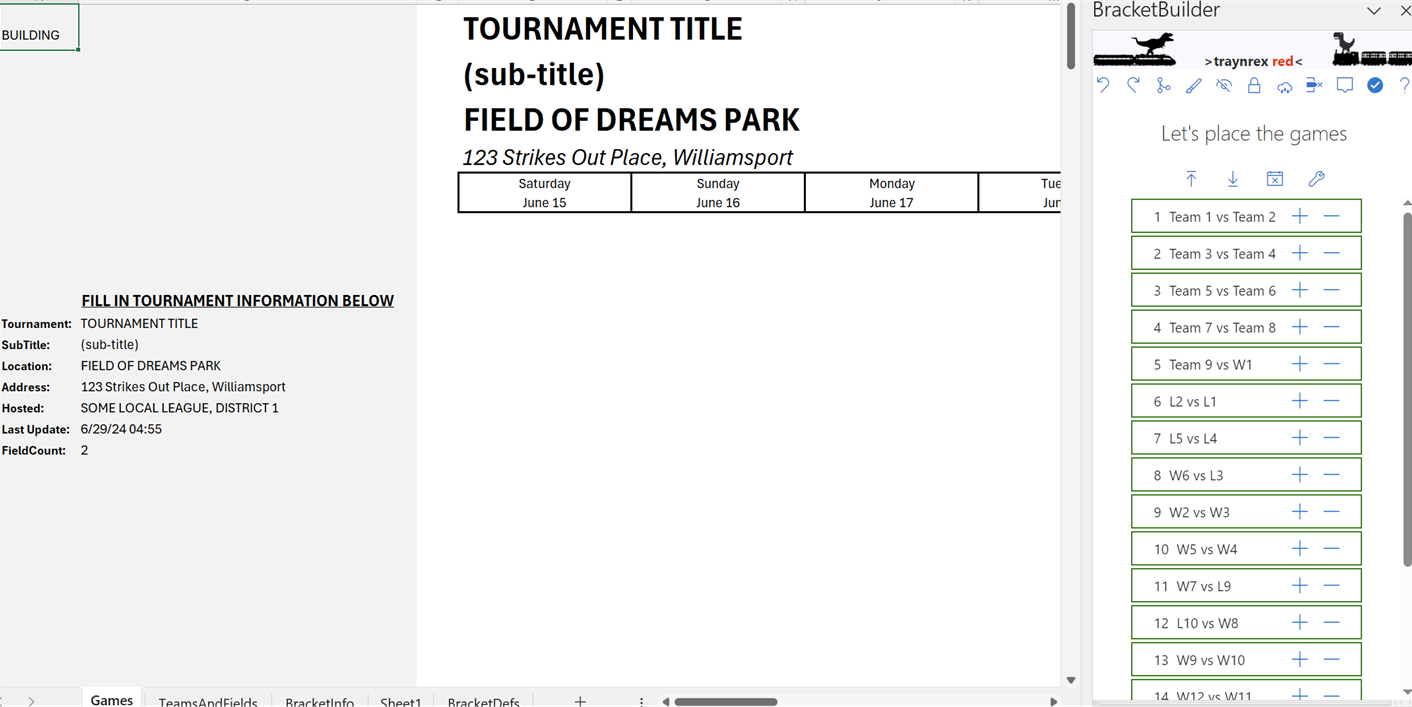 BUILDING
TOURNAMENT TITLE
(sub-title)
FIELD OF DREAMS PARK
123 Strikes Out Place, Williamsport
Saturday Sunday Monday Tue
June 15 June 16 June 17 Jun
FILL IN TOURNAMENT INFORMATION BELOW
Tournament: TOURNAMENT TITLE
SubTitle: (sub-title)
Location: FIELD OF DREAMS PARK
Address: 123 Strikes Out Place, Williamsport
Hosted: SOME LOCAL LEAGUE, DISTRICT 1
Last Update: 6/29/24 04:55
FieldCount: 2
Games TeamsAndFields BracketInfo Sheet1 BracketDefs
BracketBuilder
>traynrex red<
Let's place the games
1 Team 1 vs Team 2
2 Team 3 vs Team 4
3 Team 5 vs Team 6
4 Team 7 vs Team 8
5 Team 9 vs W1
6 L2 vs L1
7 L5 vs L4
8 W6 vs L3
9 W2 vs W3
10 W5 vs W4
11 W7 vs L9
12 L10 vs W8
13 W9 vs W10
14 W12 vs W11